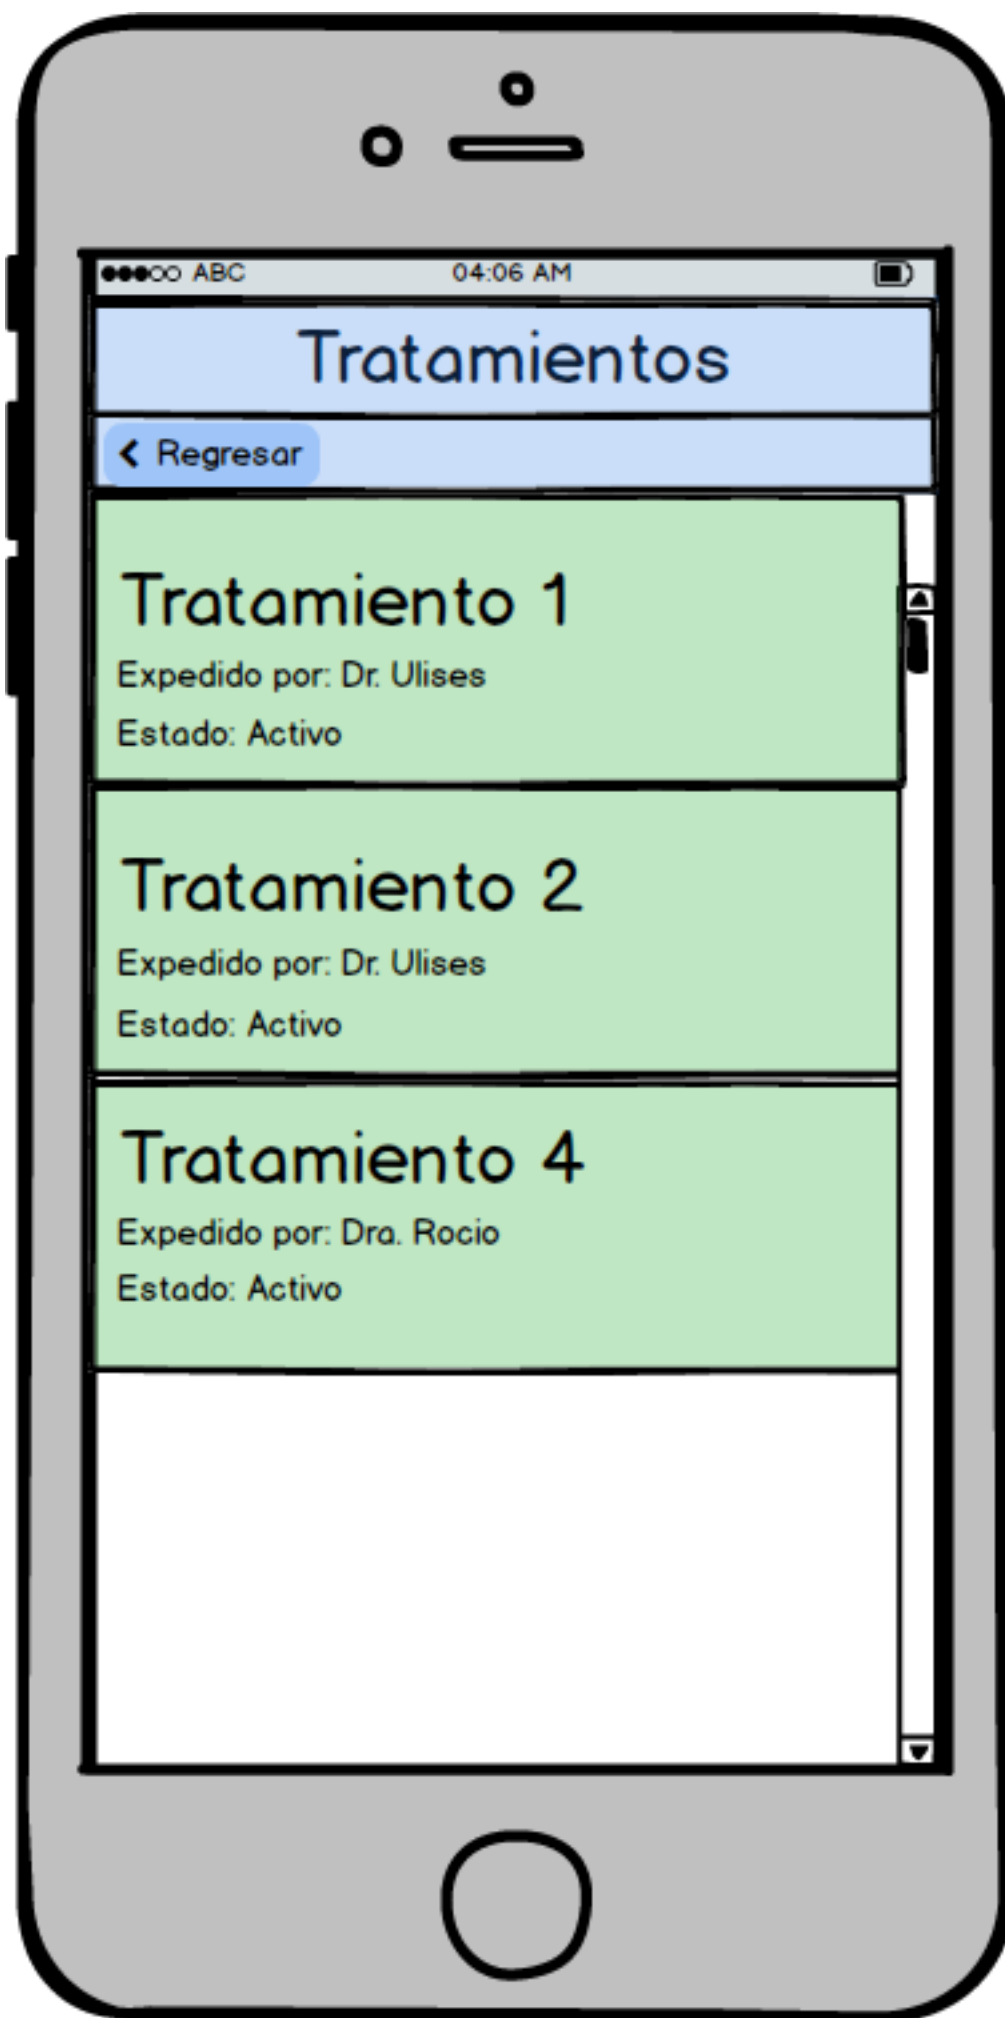 ABC 04:06 AM
Tratamientos
Regresar
Tratamiento 1
Expedido por: Dr. Ulises
Estado: Activo
Tratamiento 2
Expedido por: Dr. Ulises
Estado: Activo
Tratamiento 4
Expedido por: Dra. Rocio
Estado: Activo